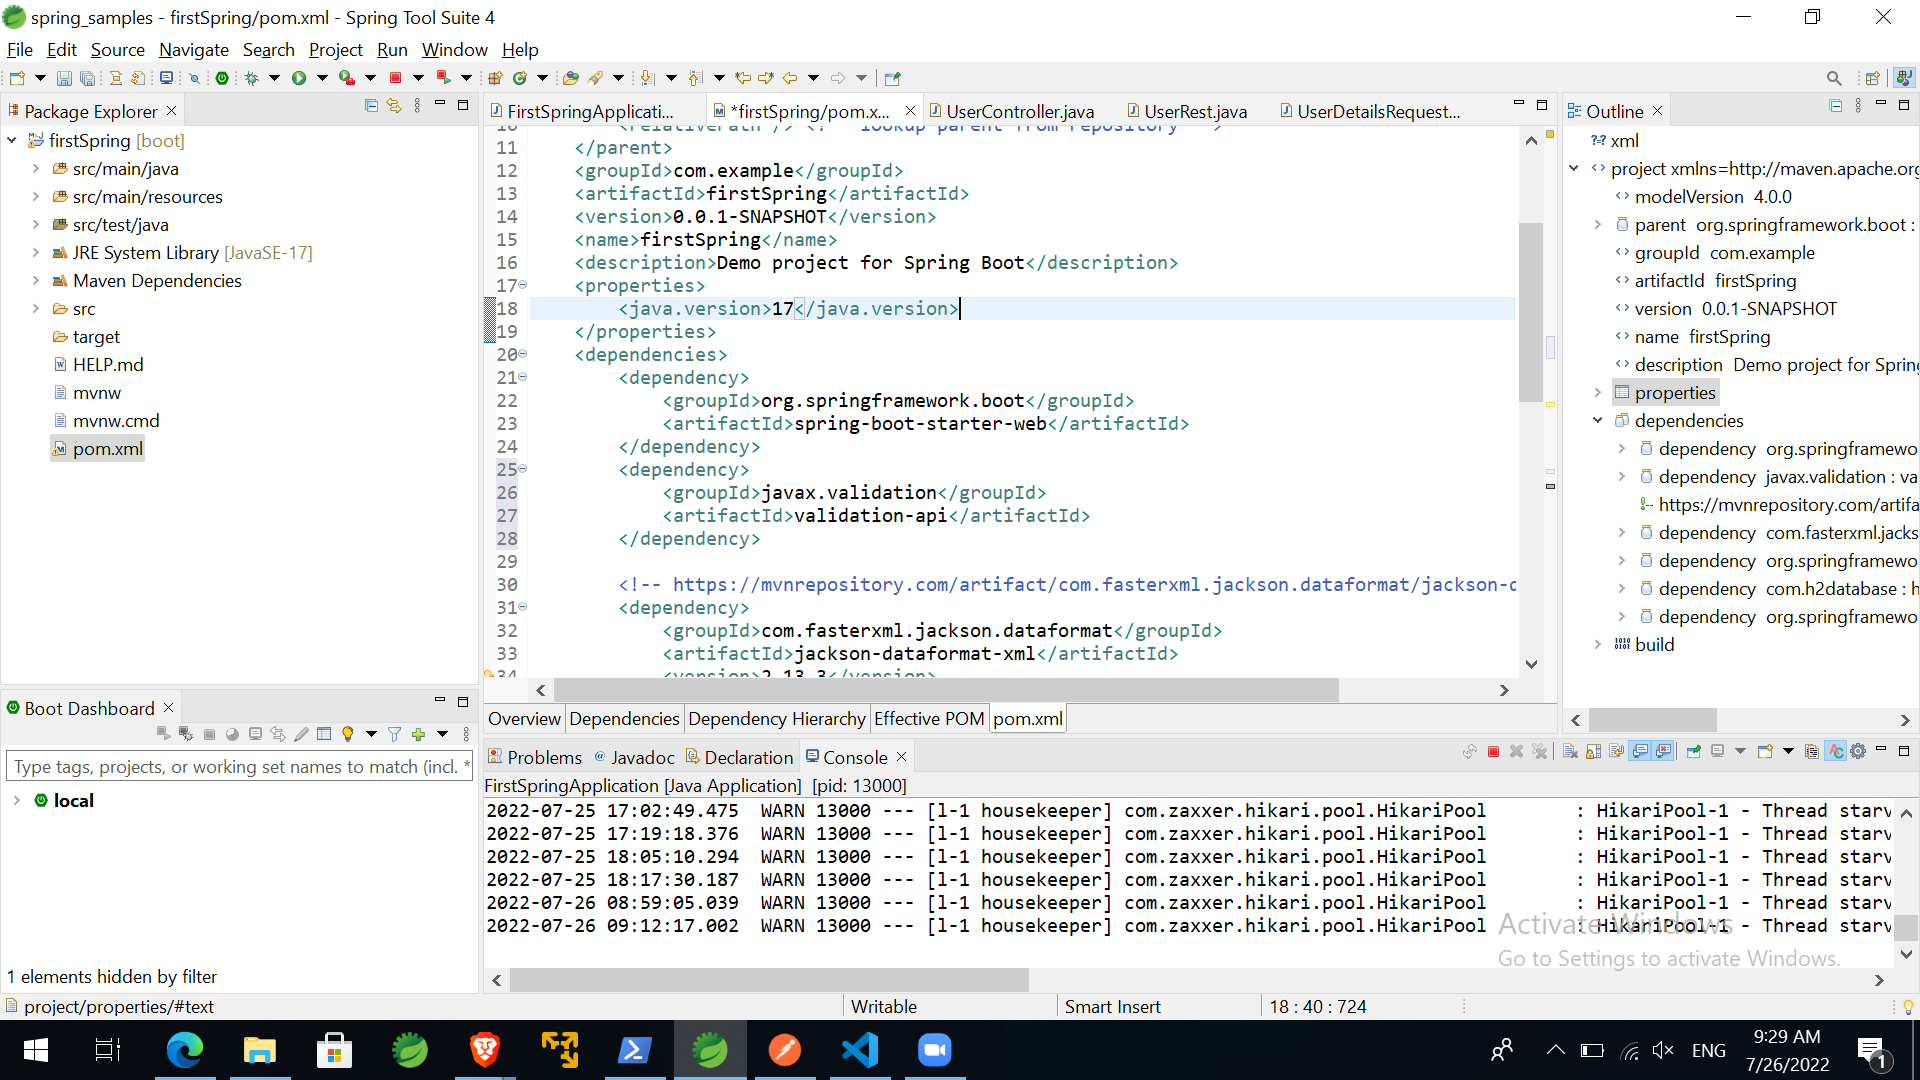 spring_samples - firstSpring/pom.xml - Spring Tool Suite 4
File Edit Source Navigate Search Project Run Window Help
Package Explorer
firstSpring [boot]
src/main/java
src/main/resources
src/test/java
JRE System Library [JavaSE-17]
Maven Dependencies
src
target
HELP.md
mvnw
mvnw.cmd
pom.xml
FirstSpringApplicati... *firstSpring/pom.x... UserController.java UserRest.java UserDetailsRequest...
11 </parent>
12 <groupId>com.example</groupId>
13 <artifactId>firstSpring</artifactId>
14 <version>0.0.1-SNAPSHOT</version>
15 <name>firstSpring</name>
16 <description>Demo project for Spring Boot</description>
17 <properties>
18 <java.version>17</java.version>
19 </properties>
20 <dependencies>
21 <dependency>
22 <groupId>org.springframework.boot</groupId>
23 <artifactId>spring-boot-starter-web</artifactId>
24 </dependency>
25 <dependency>
26 <groupId>javax.validation</groupId>
27 <artifactId>validation-api</artifactId>
28 </dependency>
29
30 <!-- https://mvnrepository.com/artifact/com.fasterxml.jackson.dataformat/jackson-d
31 <dependency>
32 <groupId>com.fasterxml.jackson.dataformat</groupId>
33 <artifactId>jackson-dataformat-xml</artifactId>
34 <version>2.13.3</version>
Overview Dependencies Dependency Hierarchy Effective POM pom.xml
Outline
xml
project xmlns=http://maven.apache.org
modelVersion 4.0.0
parent org.springframework.boot :
groupId com.example
artifactId firstSpring
version 0.0.1-SNAPSHOT
name firstSpring
description Demo project for Spring
properties
dependencies
dependency org.springframewo
dependency javax.validation : va
https://mvnrepository.com/artifa
dependency com.fasterxml.jacks
dependency org.springframewo
dependency com.h2database : h
dependency org.springframewo
build
Boot Dashboard
Type tags, projects, or working set names to match (incl. *
local
1 elements hidden by filter
Problems Javadoc Declaration Console
FirstSpringApplication [Java Application] [pid: 13000]
2022-07-25 17:02:49.475 WARN 13000 --- [l-1 housekeeper] com.zaxxer.hikari.pool.HikariPool : HikariPool-1 - Thread starv
2022-07-25 17:19:18.376 WARN 13000 --- [l-1 housekeeper] com.zaxxer.hikari.pool.HikariPool : HikariPool-1 - Thread starv
2022-07-25 18:05:10.294 WARN 13000 --- [l-1 housekeeper] com.zaxxer.hikari.pool.HikariPool : HikariPool-1 - Thread starv
2022-07-25 18:17:30.187 WARN 13000 --- [l-1 housekeeper] com.zaxxer.hikari.pool.HikariPool : HikariPool-1 - Thread starv
2022-07-26 08:59:05.039 WARN 13000 --- [l-1 housekeeper] com.zaxxer.hikari.pool.HikariPool : HikariPool-1 - Thread starv
2022-07-26 09:12:17.002 WARN 13000 --- [l-1 housekeeper] com.zaxxer.hikari.pool.HikariPool : HikariPool-1 - Thread starv
Activate Windows
Go to Settings to activate Windows.
project/properties/#text Writable Smart Insert 18 : 40 : 724
ENG
9:29 AM
7/26/2022
1